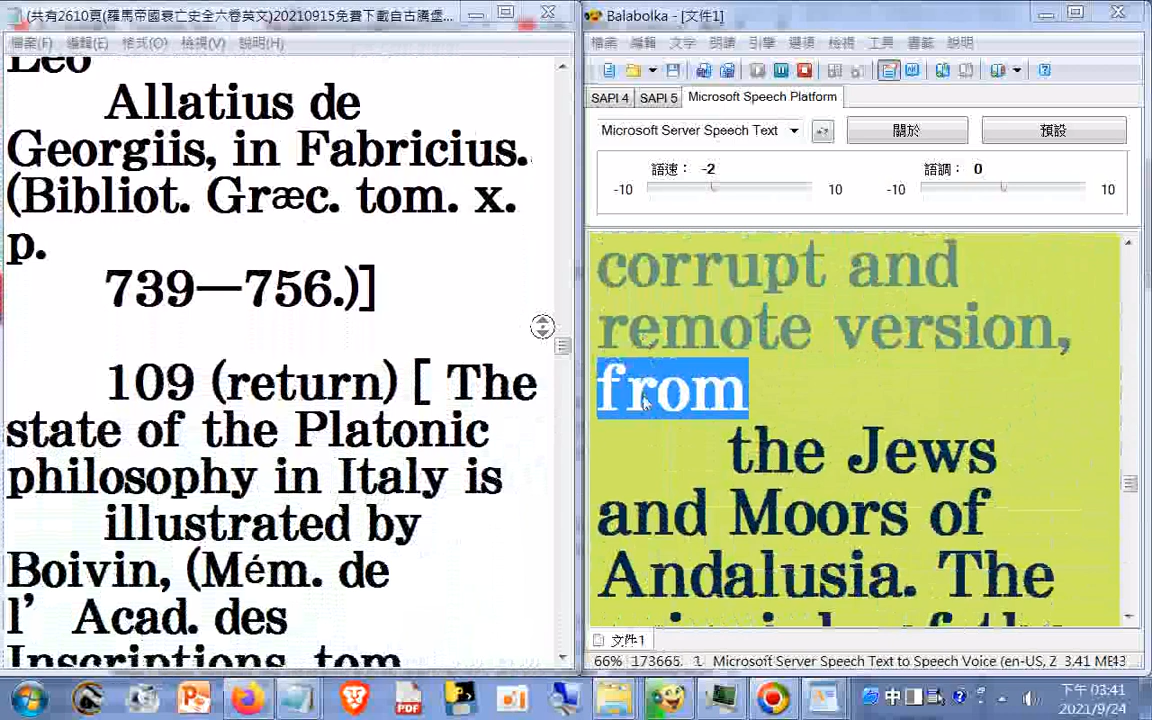 (共有2610頁(羅馬帝國衰亡史全六卷英文)20210915免費下載自古騰堡...
檔案(F) 編輯(E) 格式(O) 檢視(V) 說明(H)
Leo
Allatius de
Georgiis, in Fabricius.
(Bibliot. Græc. tom. x.
p.
739—756.)]
109 (return) [ The
state of the Platonic
philosophy in Italy is
illustrated by
Boivin, (Mém. de
l’ Acad. des
Inscriptions, tom
Balabolka - [文件1]
檔案 編輯 文字 朗讀 引擎 選項 檢視 工具 書籤 說明
SAPI 4 SAPI 5 Microsoft Speech Platform
Microsoft Server Speech Text 關於 預設
語速： -2 語調： 0
-10 10 -10 10
corrupt and
remote version,
from
the Jews
and Moors of
Andalusia. The
文件1
66% 173665. Microsoft Server Speech Text to Speech Voice (en-US, Z 3.41 ME43
PDF 中 下午 03:41
2021/9/24